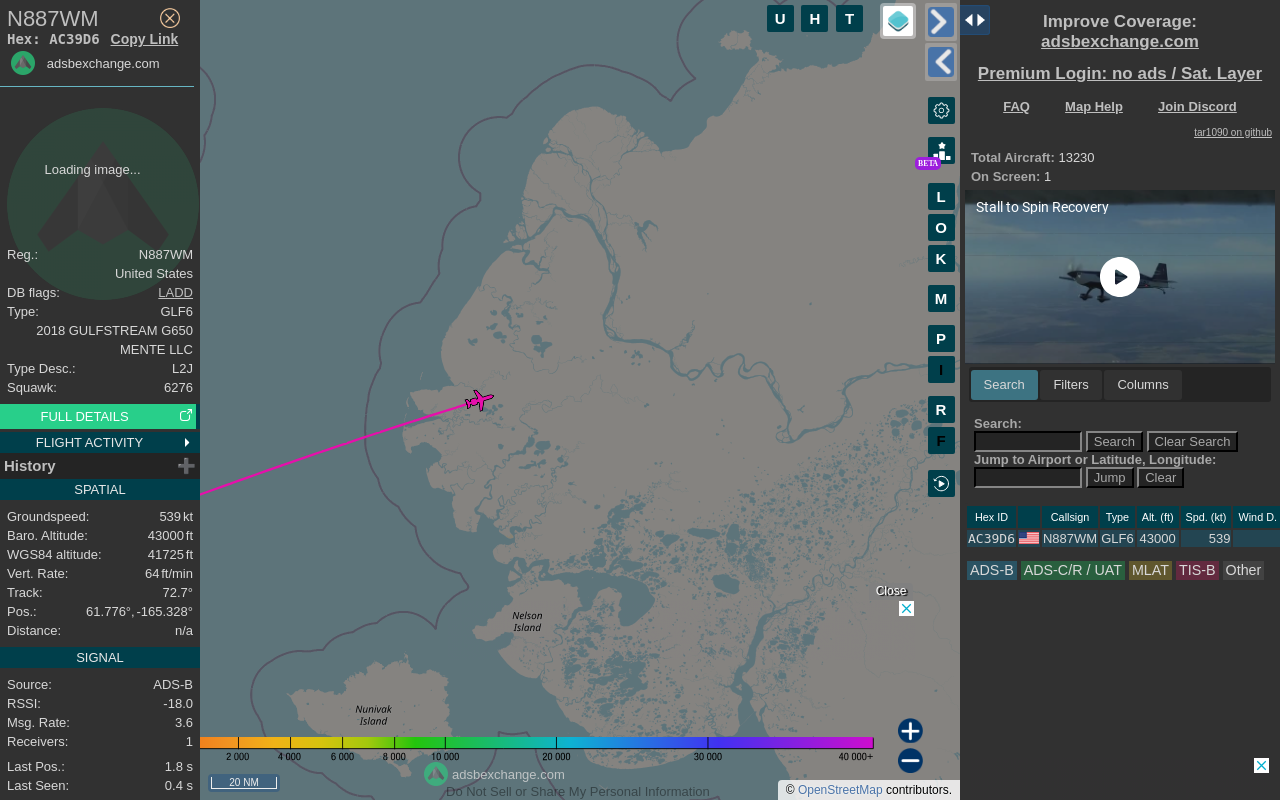 N887WM
Hex: AC39D6 Copy Link
adsbexchange.com
Loading image...
Reg.: N887WM
United States
DB flags: LADD
Type: GLF6
2018 GULFSTREAM G650
MENTE LLC
Type Desc.: L2J
Squawk: 6276
FULL DETAILS
FLIGHT ACTIVITY
History
SPATIAL
Groundspeed: 539 kt
Baro. Altitude: 43000 ft
WGS84 altitude: 41725 ft
Vert. Rate: 64 ft/min
Track: 72.7°
Pos.: 61.776°, -165.328°
Distance: n/a
SIGNAL
Source: ADS-B
RSSI: -18.0
Msg. Rate: 3.6
Receivers: 1
Last Pos.: 1.8 s
Last Seen: 0.4 s
U H T
BETA
L
O
K
M
P
I
R
F
Nelson
Island
Nunivak
Island
Close
2 000 4 000 6 000 8 000 10 000 20 000 30 000 40 000+
20 NM
adsbexchange.com
Do Not Sell or Share My Personal Information
© OpenStreetMap contributors.
Improve Coverage:
adsbexchange.com
Premium Login: no ads / Sat. Layer
FAQ Map Help Join Discord
tar1090 on github
Total Aircraft: 13230
On Screen: 1
Stall to Spin Recovery
Search Filters Columns
Search:
Search Clear Search
Jump to Airport or Latitude, Longitude:
Jump Clear
Hex ID Callsign Type Alt. (ft) Spd. (kt) Wind D.
AC39D6 N887WM GLF6 43000 539
ADS-B ADS-C/R / UAT MLAT TIS-B Other